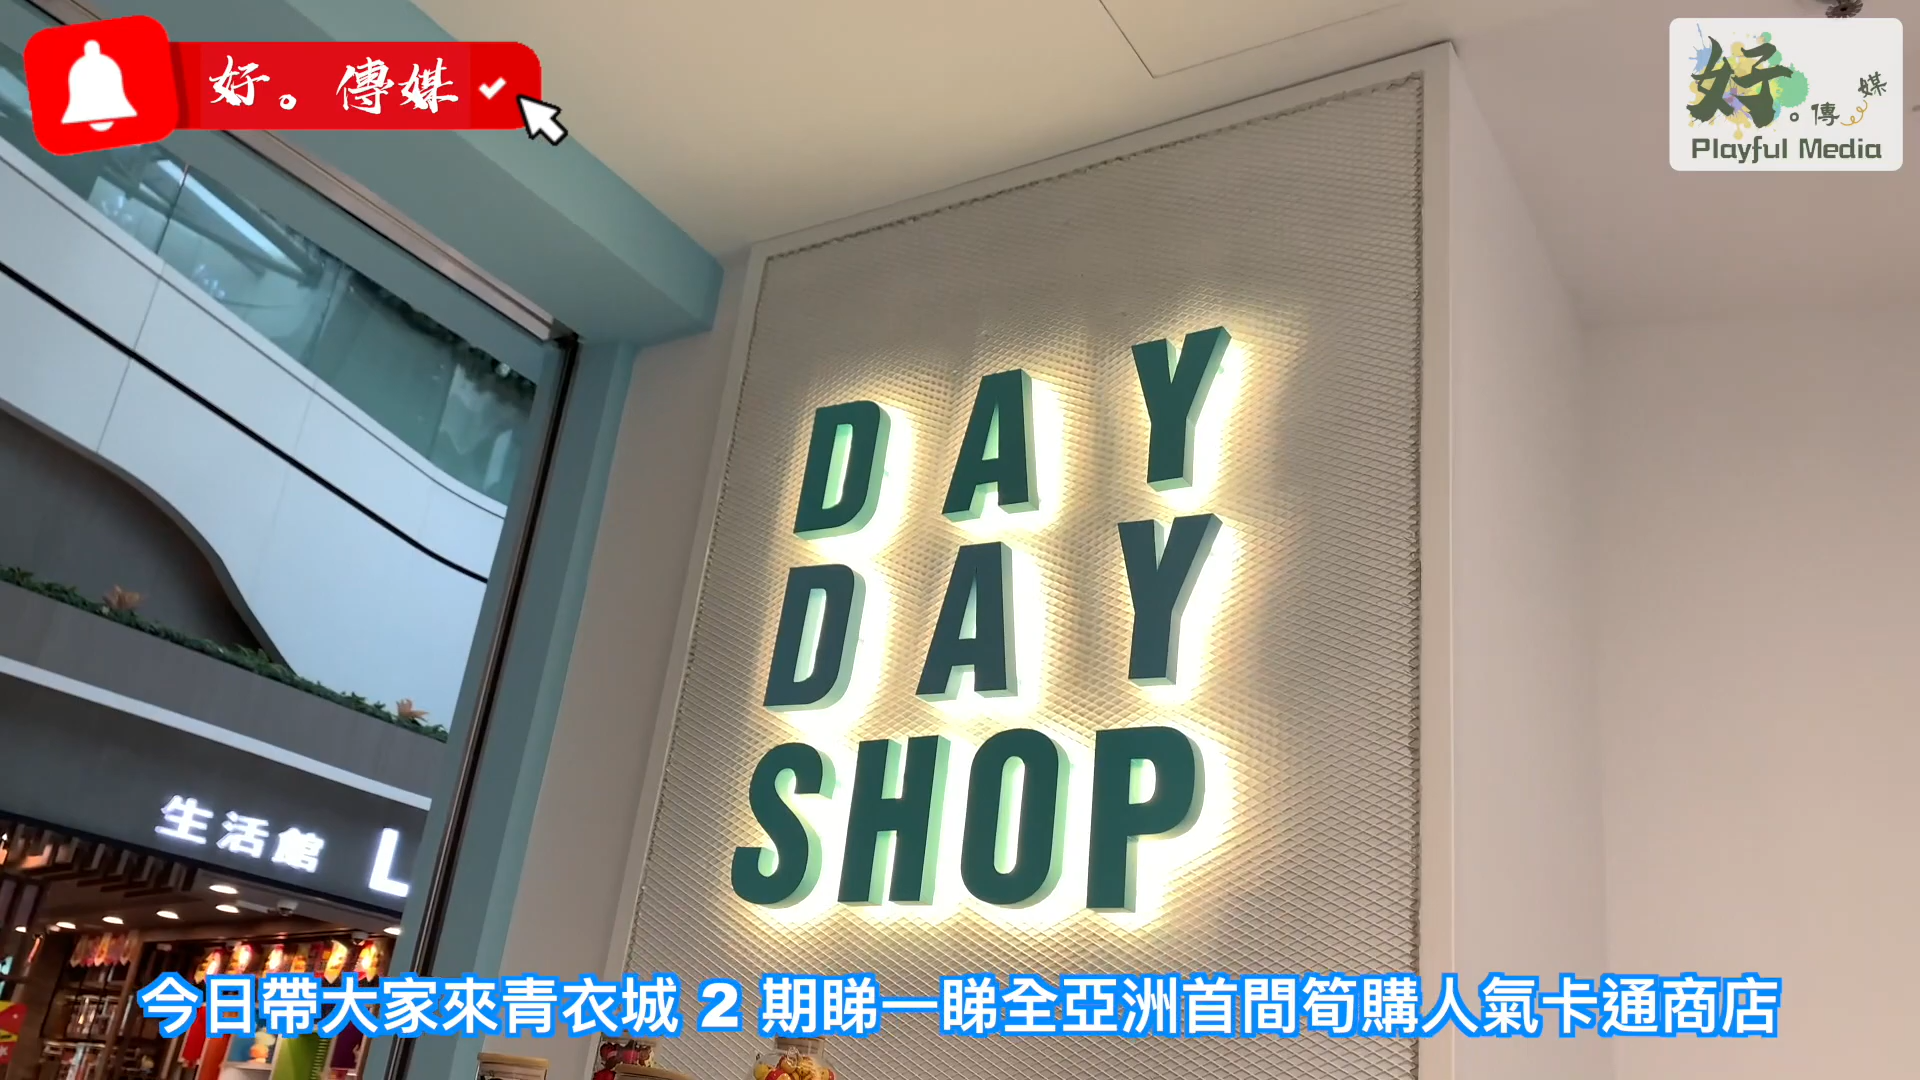 好。傳媒
好。傳媒
Playful Media
DAY
DAY
SHOP
生活館 L
今日帶大家來青衣城 2 期睇一睇全亞洲首間筍購人氣卡通商店